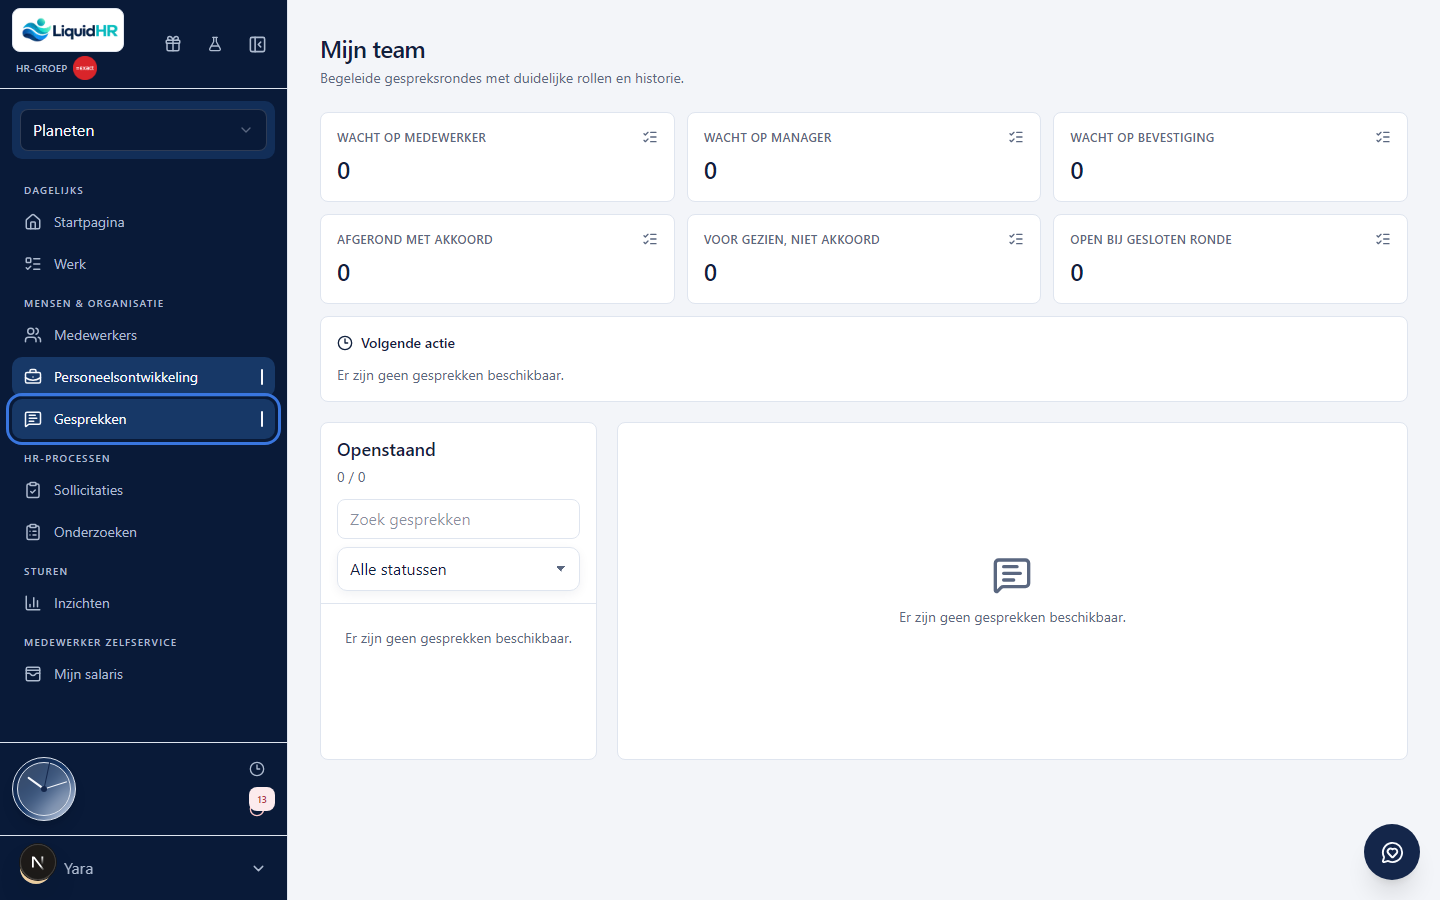 LiquidHR
HR-GROEP
Planeten
DAGELIJKS
Startpagina
Werk
MENSEN & ORGANISATIE
Medewerkers
Personeelsontwikkeling
Gesprekken
HR-PROCESSEN
Sollicitaties
Onderzoeken
STUREN
Inzichten
MEDEWERKER ZELFSERVICE
Mijn salaris
13
N
Yara
Mijn team
Begeleide gespreksrondes met duidelijke rollen en historie.
WACHT OP MEDEWERKER
0
WACHT OP MANAGER
0
WACHT OP BEVESTIGING
0
AFGEROND MET AKKOORD
0
VOOR GEZIEN, NIET AKKOORD
0
OPEN BIJ GESLOTEN RONDE
0
Volgende actie
Er zijn geen gesprekken beschikbaar.
Openstaand
0 / 0
Zoek gesprekken
Alle statussen
Er zijn geen gesprekken beschikbaar.
Er zijn geen gesprekken beschikbaar.